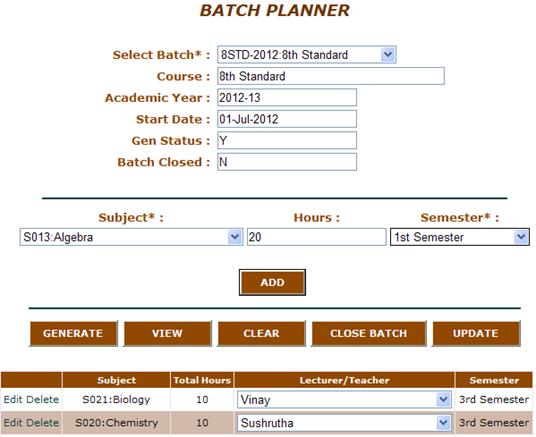 BATCH PLANNER
Select Batch* : 8STD-2012:8th Standard
Course : 8th Standard
Academic Year : 2012-13
Start Date : 01-Jul-2012
Gen Status : Y
Batch Closed : N
Subject* : Hours : Semester* :
S013:Algebra 20 1st Semester
ADD
GENERATE VIEW CLEAR CLOSE BATCH UPDATE
Subject Total Hours Lecturer/Teacher Semester
Edit Delete S021:Biology 10 Vinay 3rd Semester
Edit Delete S020:Chemistry 10 Sushrutha 3rd Semester